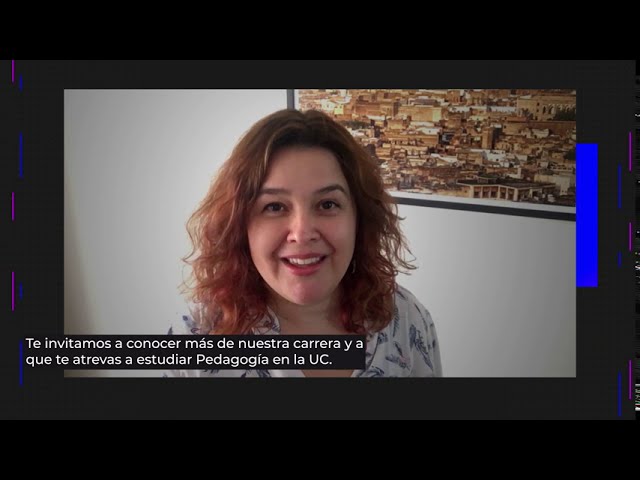 Te invitamos a conocer más de nuestra carrera y a
que te atrevas a estudiar Pedagogía en la UC.